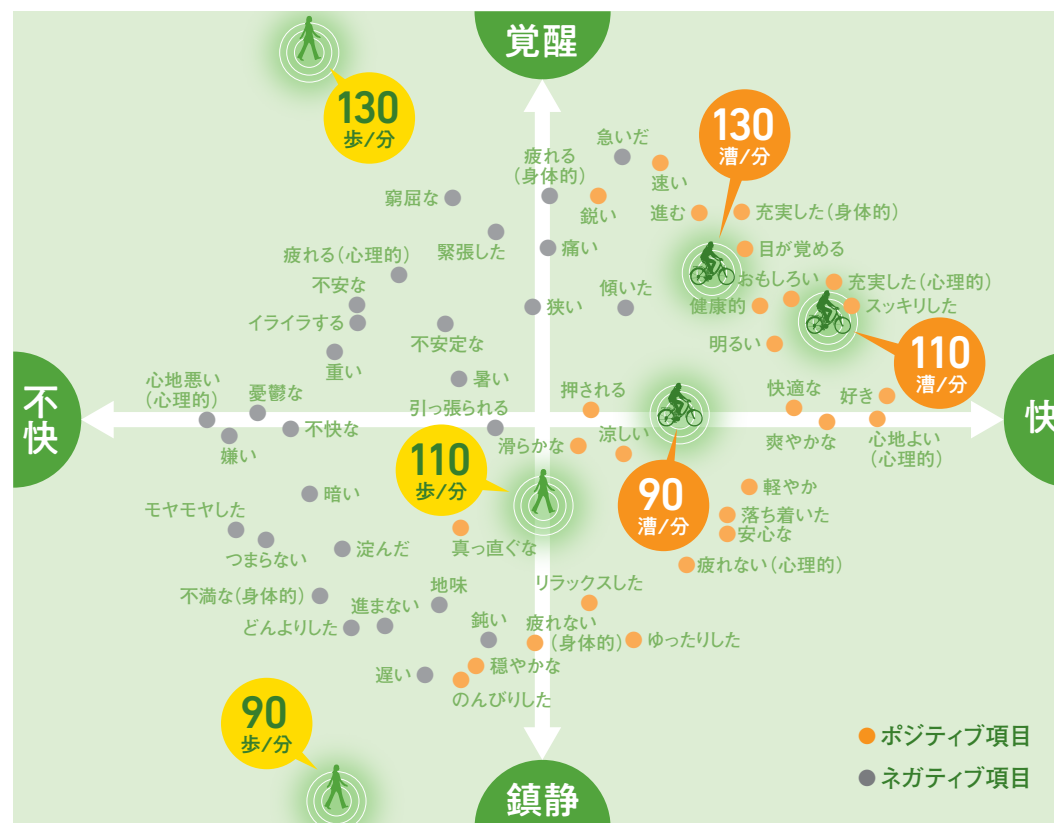 覚醒
130
歩/分
130
漕/分
急いだ
疲れる
(身体的)
速い
窮屈な
鋭い
進む
充実した(身体的)
緊張した
痛い
目が覚める
疲れる(心理的)
おもしろい
充実した(心理的)
不安な
傾いた
狭い
健康的
スッキリした
イライラする
不安定な
明るい
110
漕/分
重い
暑い
心地悪い
(心理的)
憂鬱な
押される
快適な
好き
不快
引っ張られる
快
不快な
嫌い
滑らかな
涼しい
爽やかな
心地よい
(心理的)
110
歩/分
90
漕/分
暗い
軽やか
モヤモヤした
落ち着いた
つまらない
淀んだ
真っ直ぐな
安心な
疲れない(心理的)
リラックスした
不満な(身体的)
地味
進まない
どんよりした
鈍い
疲れない
(身体的)
ゆったりした
遅い
穏やかな
のんびりした
90
歩/分
鎮静
ポジティブ項目
ネガティブ項目